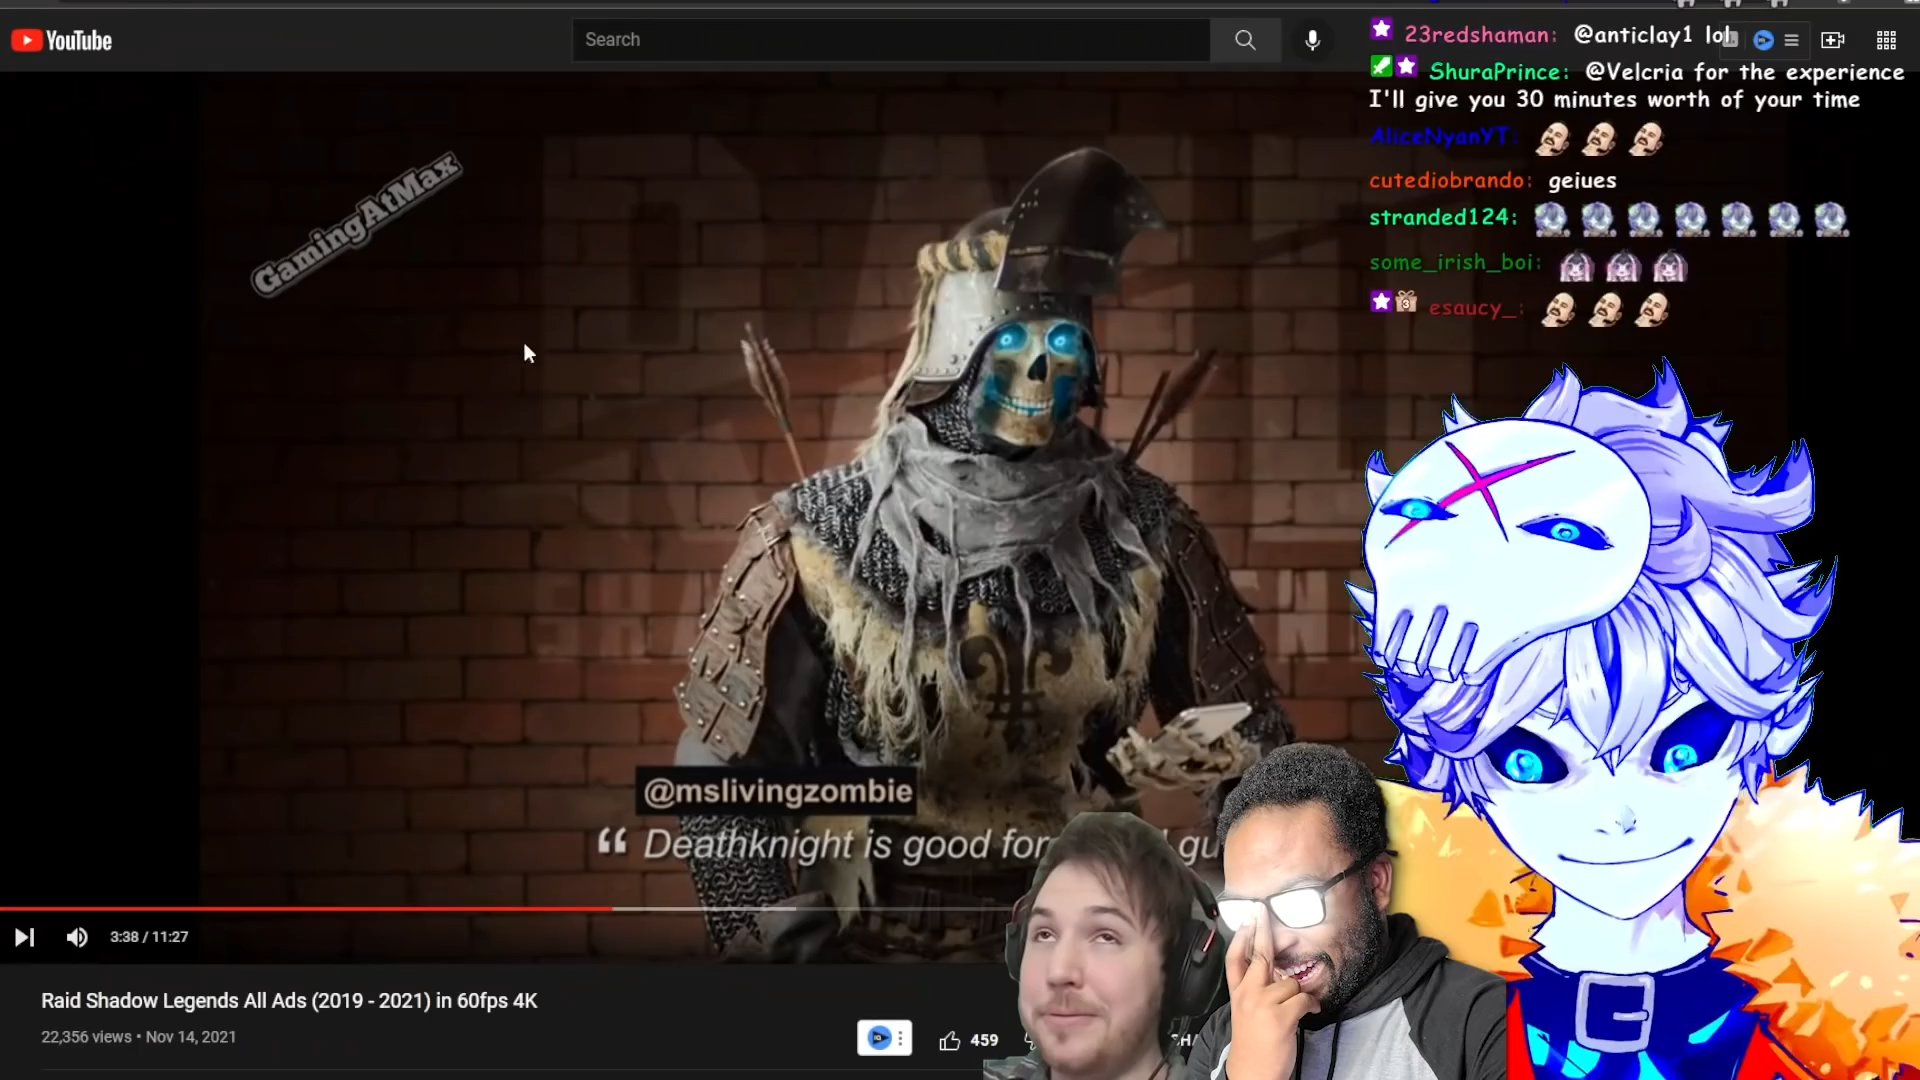 YouTube
Search
23redshaman: @anticlay1 lol
ShuraPrince: @Velcria for the experience
I'll give you 30 minutes worth of your time
AliceNyanYT:
cutediobrando: geiues
stranded124:
some_irish_boi:
3 esaucy_:
GamingAtMax
@mslivingzombie
“ Deathknight is good for
3:38 / 11:27
Raid Shadow Legends All Ads (2019 - 2021) in 60fps 4K
22,356 views • Nov 14, 2021
459